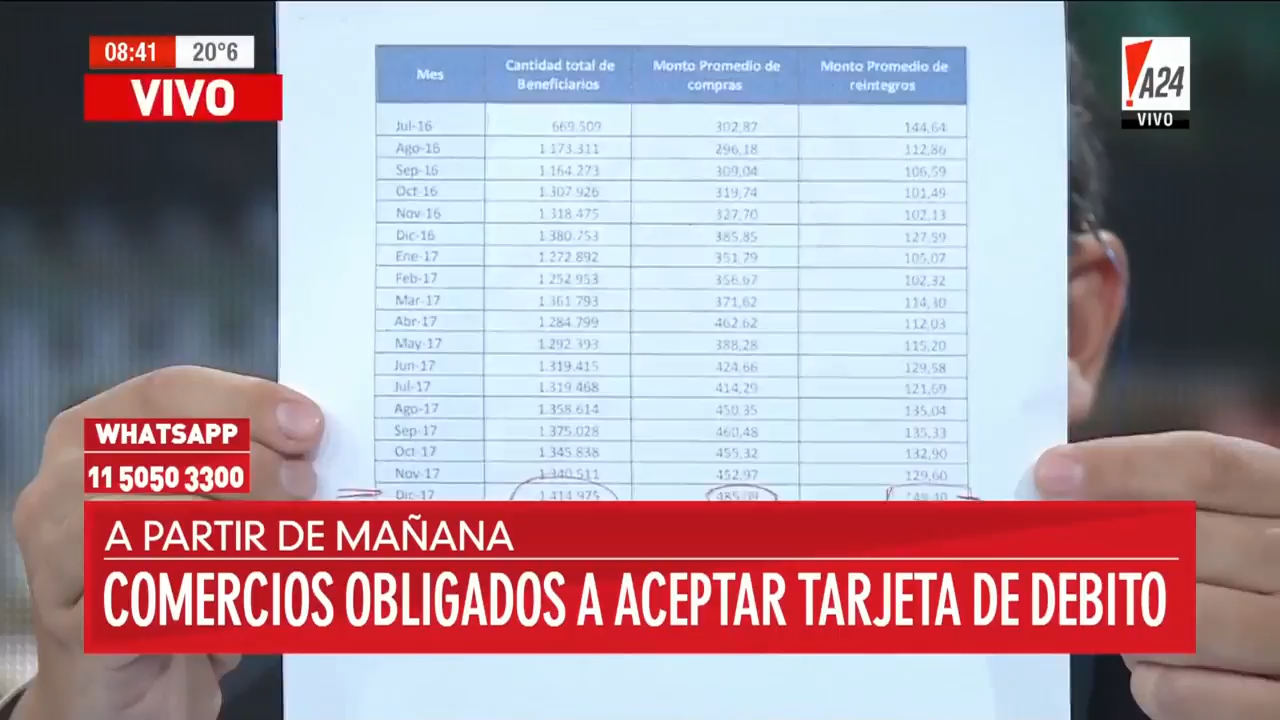 08:41 20°6
VIVO
A24
VIVO
Mes Cantidad total de Beneficiarios Monto Promedio de compras Monto Promedio de reintegros
Jul-16 669.509 302,87 144,64
Ago-16 1.173.311 296,18 112,86
Sep-16 1.164.273 309,04 106,59
Oct-16 1.307.926 319,74 101,49
Nov-16 1.318.475 327,70 102,13
Dic-16 1.380.753 385,85 127,59
Ene-17 1.272.892 351,79 105,07
Feb-17 1.252.953 356,67 102,32
Mar-17 1.361.793 371,62 114,30
Abr-17 1.284.799 462,62 112,03
May-17 1.292.393 388,28 115,20
Jun-17 1.319.415 424,66 129,58
Jul-17 1.319.468 414,29 121,69
Ago-17 1.358.614 450,35 135,04
Sep-17 1.375.028 460,48 135,33
Oct-17 1.345.838 455,32 132,90
Nov-17 1.340.511 452,97 129,60
Dic-17 1.414.975
WHATSAPP
11 5050 3300
A PARTIR DE MAÑANA
COMERCIOS OBLIGADOS A ACEPTAR TARJETA DE DEBITO